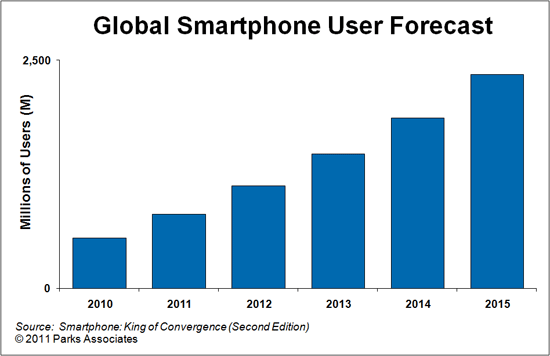 Global Smartphone User Forecast
2,500
Millions of Users (M)
0
2010 2011 2012 2013 2014 2015
Source: Smartphone: King of Convergence (Second Edition)
© 2011 Parks Associates